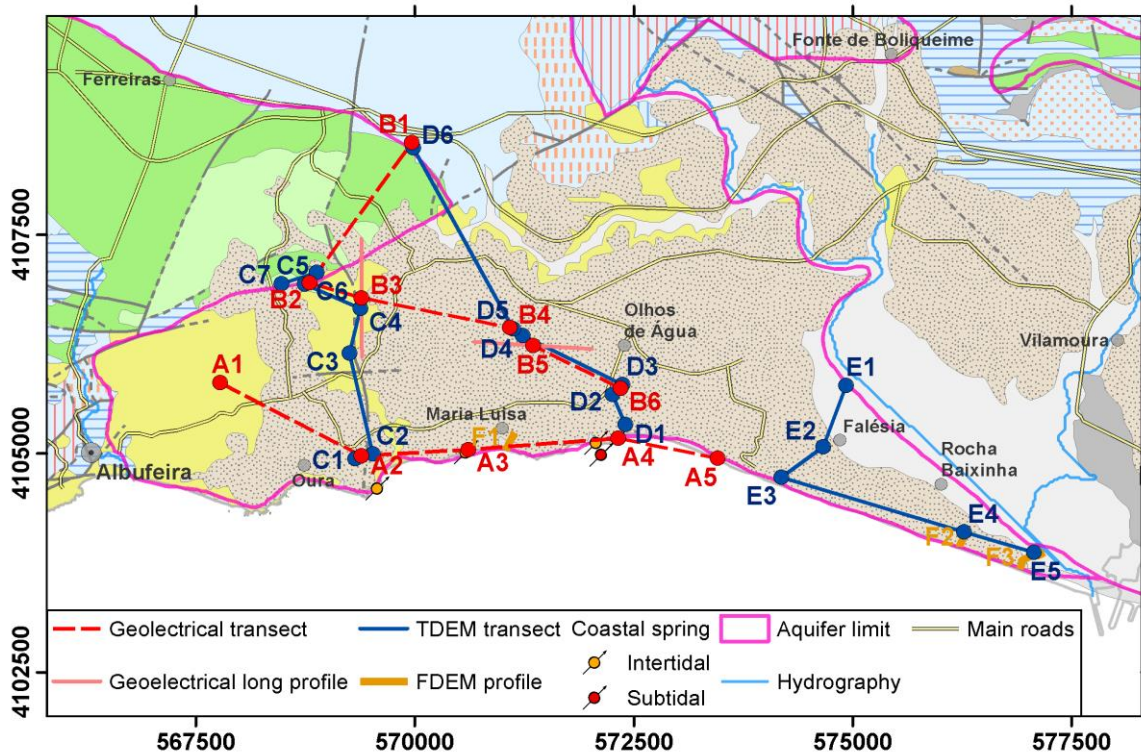 Fonte de Boliqueime
Ferreiras
B1
D6
4107500
C7
C5
B2
C6
B3
C4
D5
B4
Olhos
de Água
D4
B5
Vilamoura
C3
A1
D3
E1
D2
B6
Maria Luisa
F1
C2
D1
E2
Falésia
4105000
Albufeira
C1
A2
Oura
A3
A4
A5
Rocha
Baixinha
E3
E4
F2
F3
E5
Geolectrical transect
TDEM transect
Coastal spring
Aquifer limit
Main roads
Intertidal
Geoelectrical long profile
FDEM profile
Hydrography
Subtidal
4102500
567500
570000
572500
575000
577500